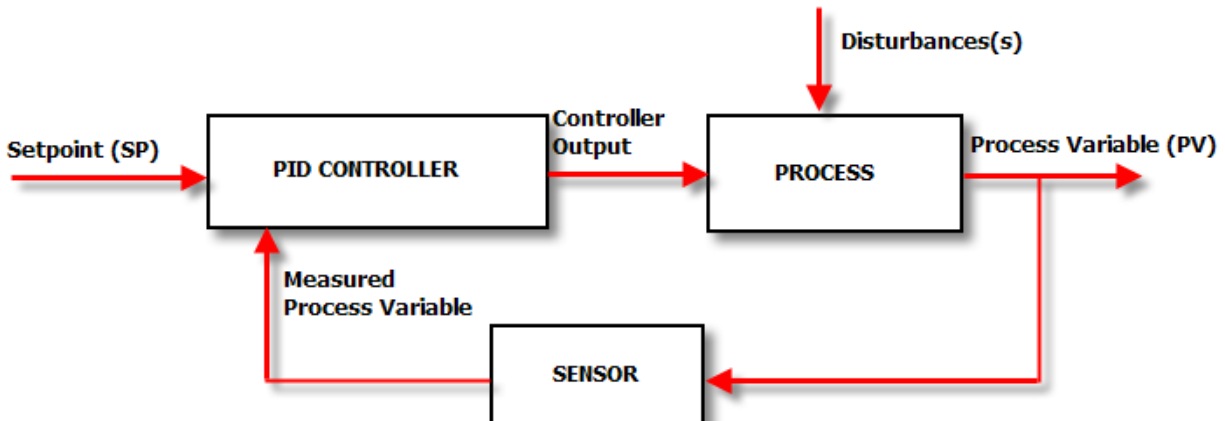 Disturbances(s)
Setpoint (SP)
PID CONTROLLER
Controller
Output
PROCESS
Process Variable (PV)
Measured
Process Variable
SENSOR